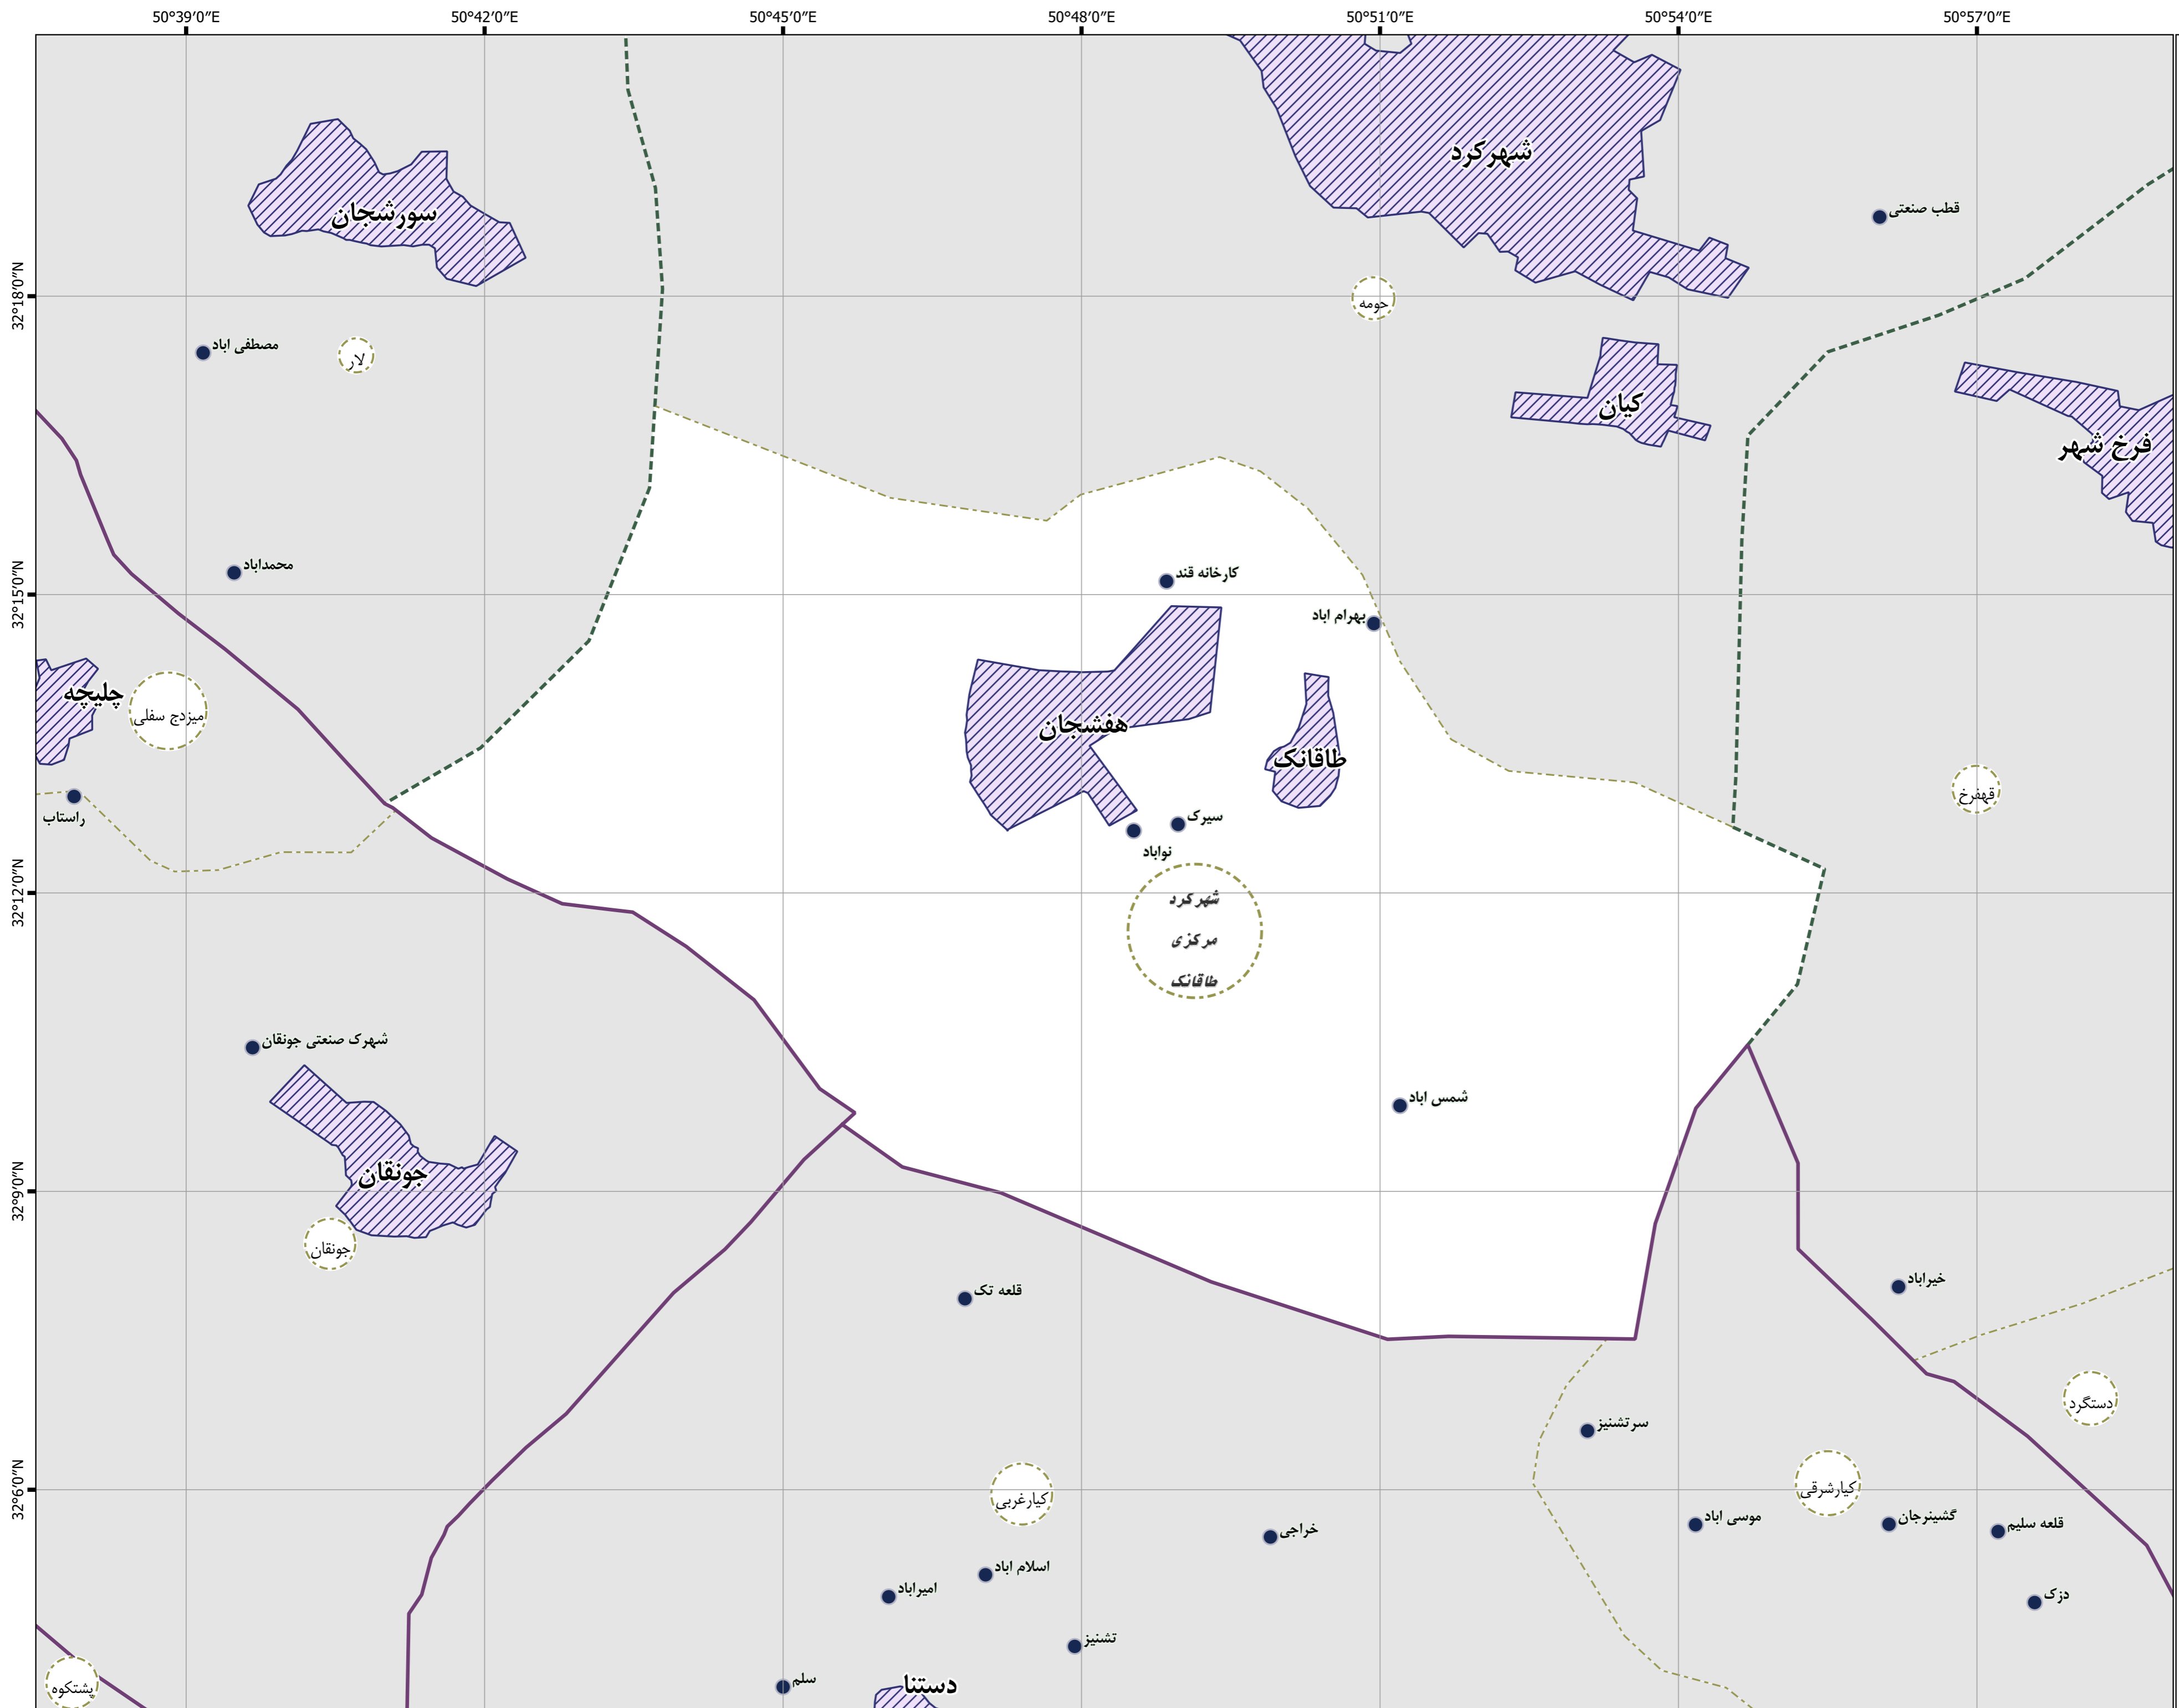 50°39'0"E 50°42'0"E 50°45'0"E 50°48'0"E 50°51'0"E 50°54'0"E 50°57'0"E
شهرکرد
سورشجان
قطب صنعتی
32°18'0"N
حومه
مصطفی اباد
لار
کیان
فرخ شهر
محمداباد
کارخانه قند
32°15'0"N
بهرام اباد
چلیچه
میزدج سفلی
هفشجان
طاقانک
قهفرخ
راستاب
سیرک
نواباد
32°12'0"N
شهرکرد
مرکزی
طاقانک
شهرک صنعتی جونقان
شمس اباد
جونقان
32°9'0"N
جونقان
قلعه تک
خیراباد
دستگرد
سرتشنیز
32°6'0"N
کیارغربی
کیارشرقی
موسی اباد
گشینرجان
قلعه سلیم
خراجی
اسلام اباد
امیراباد
دزک
تشنیز
سلم
دستنا
پشتکوه